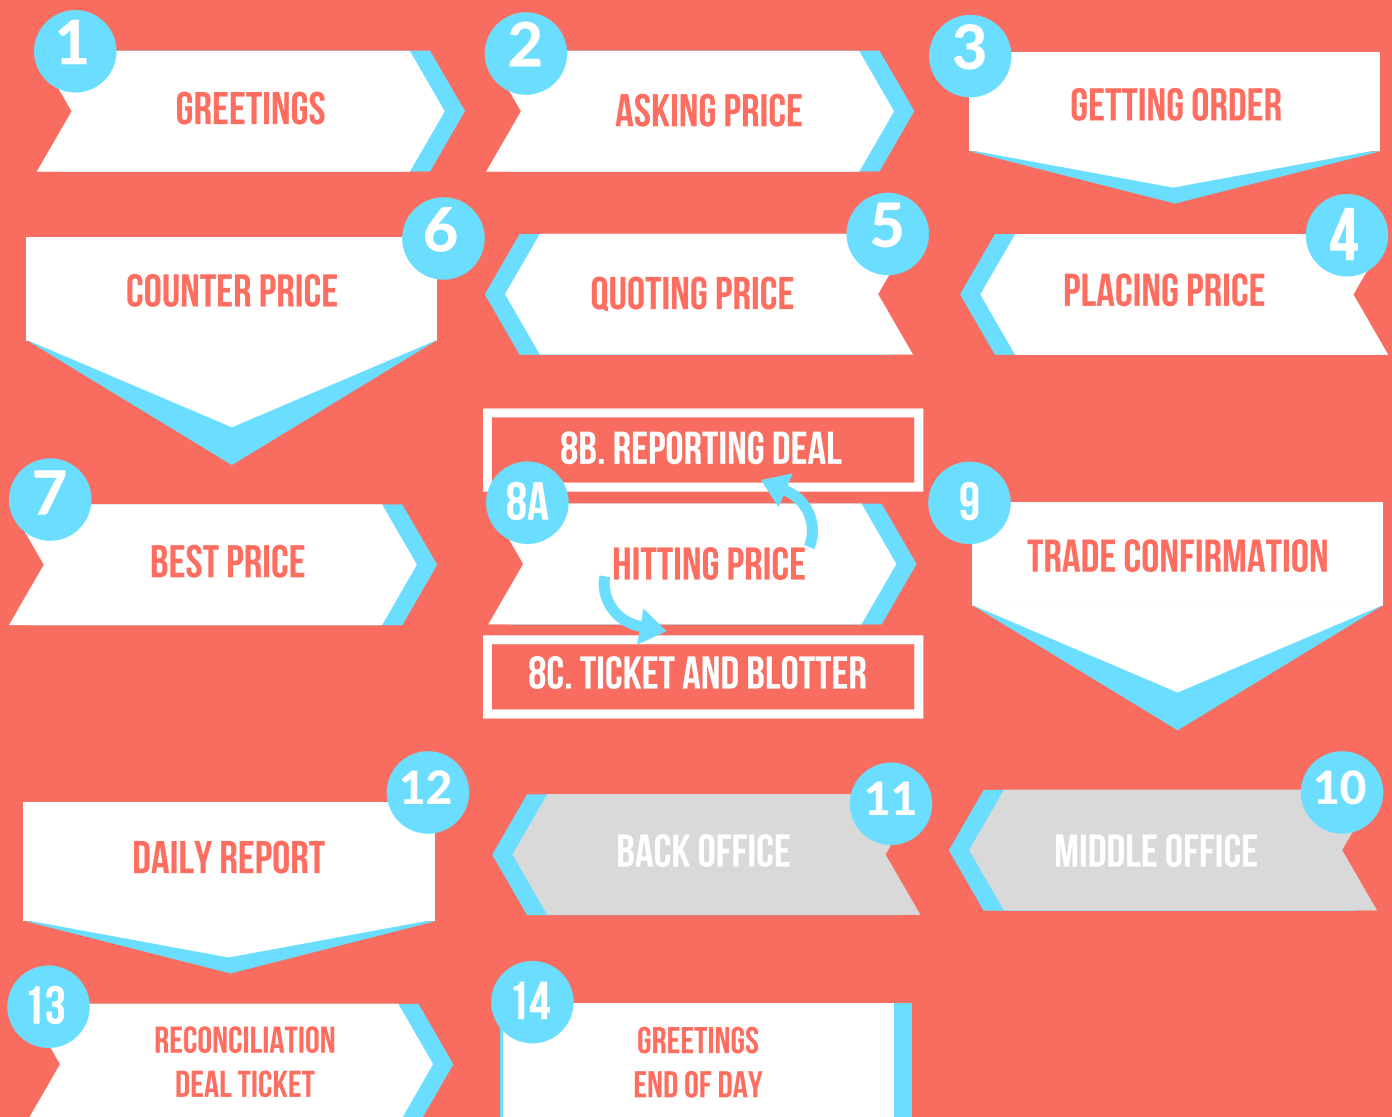 1
GREETINGS
2
ASKING PRICE
3
GETTING ORDER
4
PLACING PRICE
5
QUOTING PRICE
6
COUNTER PRICE
7
BEST PRICE
8B. REPORTING DEAL
8A
HITTING PRICE
8C. TICKET AND BLOTTER
9
TRADE CONFIRMATION
10
MIDDLE OFFICE
11
BACK OFFICE
12
DAILY REPORT
13
RECONCILIATION
DEAL TICKET
14
GREETINGS
END OF DAY